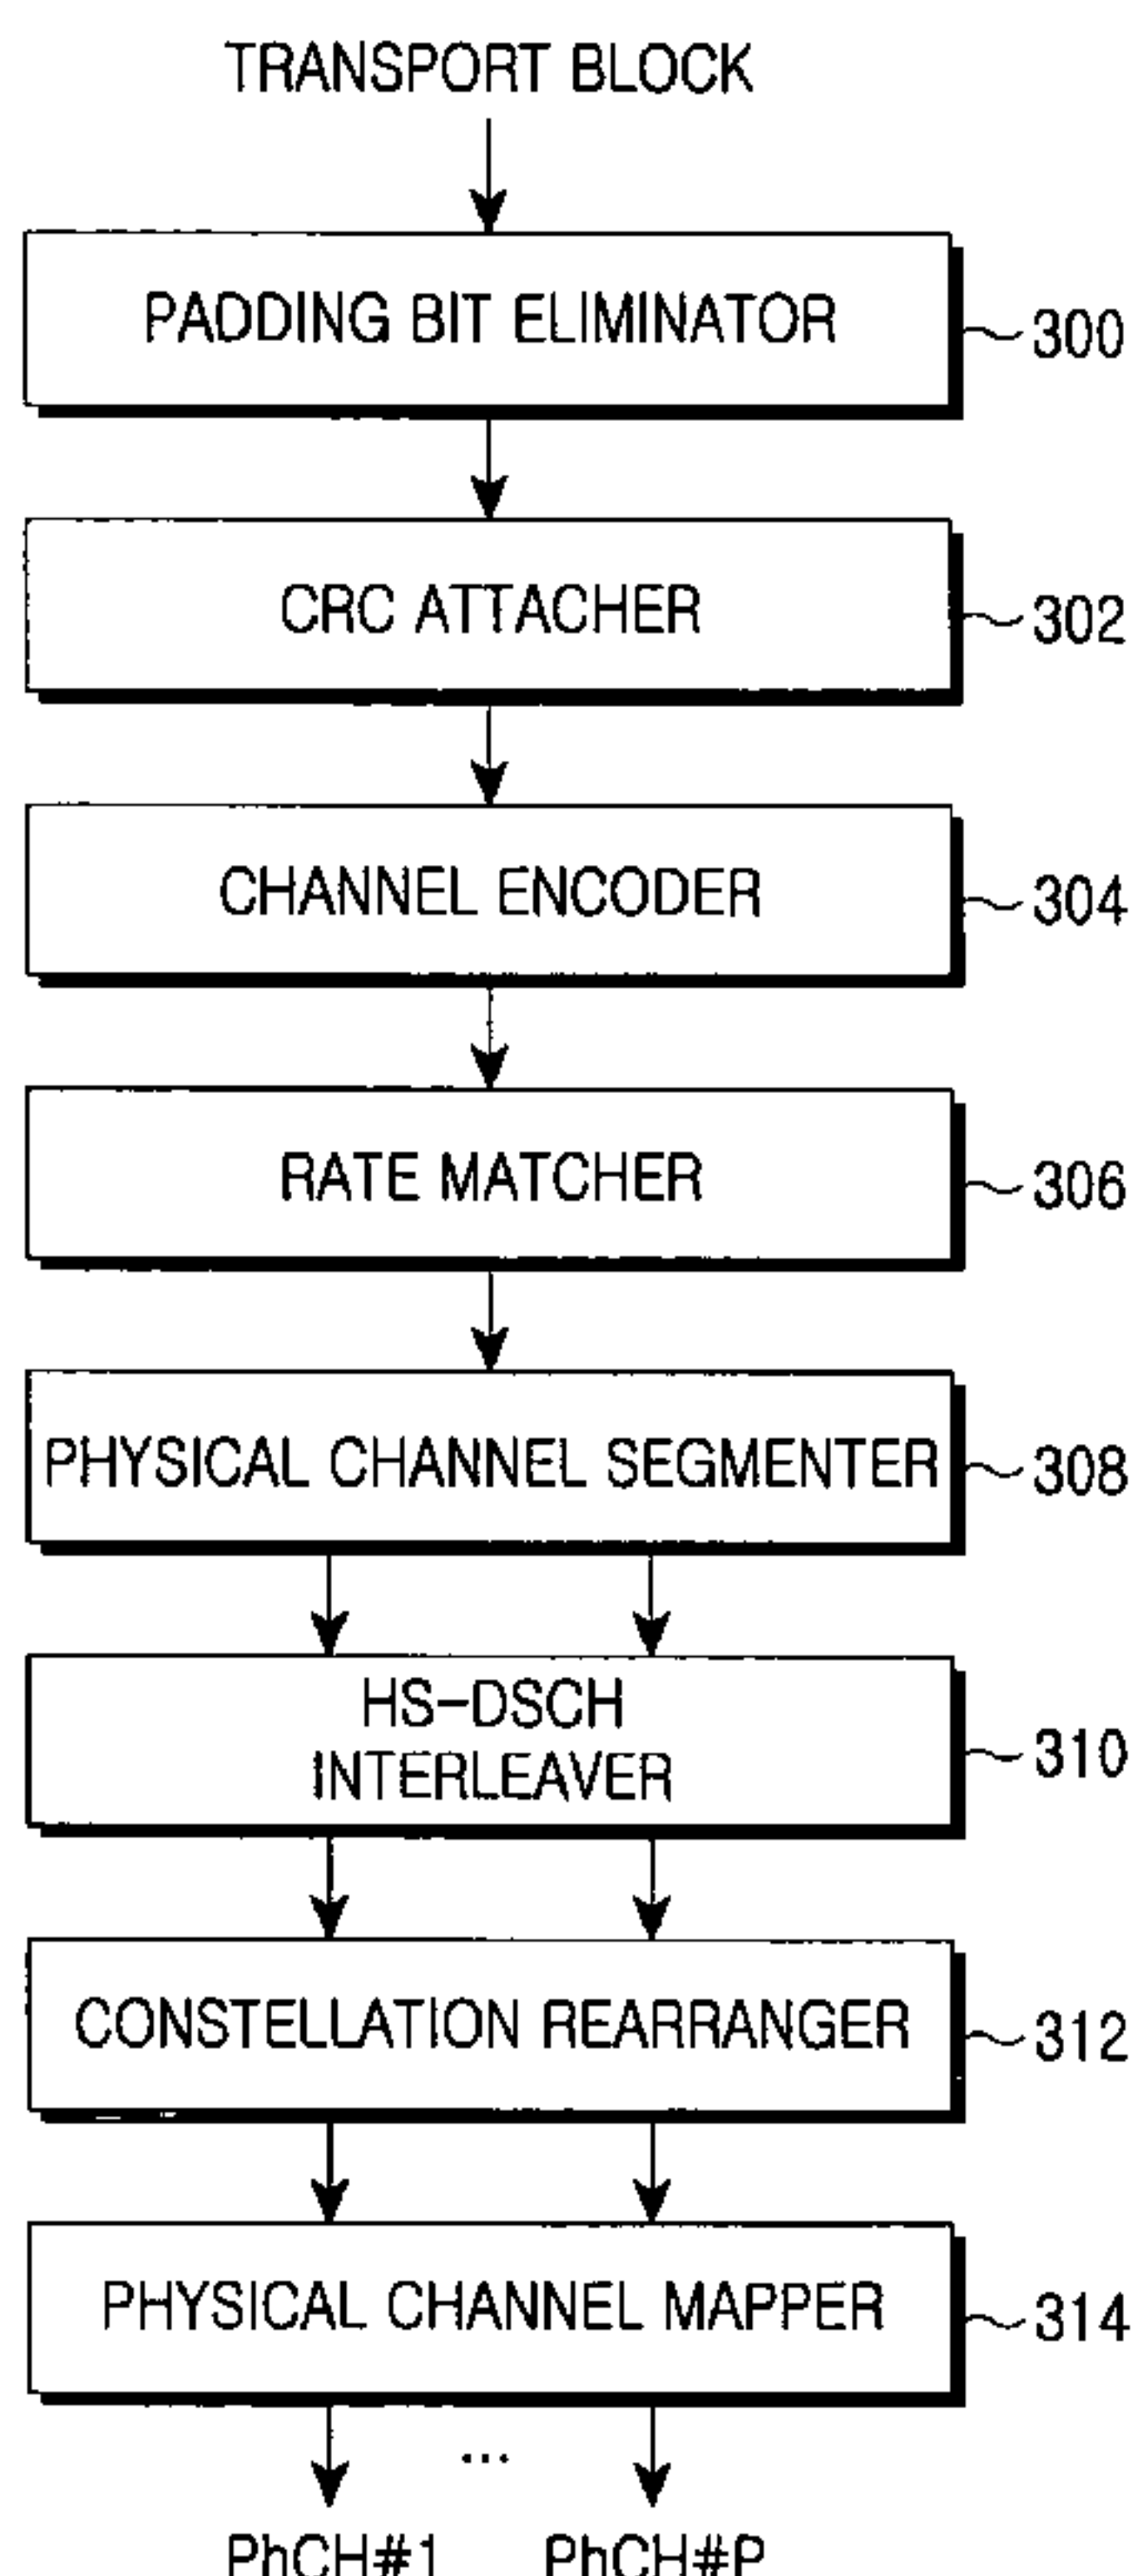 TRANSPORT BLOCK
PADDING BIT ELIMINATOR
300
CRC ATTACHER
302
CHANNEL ENCODER
304
RATE MATCHER
306
PHYSICAL CHANNEL SEGMENTER
308
HS-DSCH
INTERLEAVER
310
CONSTELLATION REARRANGER
312
PHYSICAL CHANNEL MAPPER
314
...
PhCH#1 PhCH#P